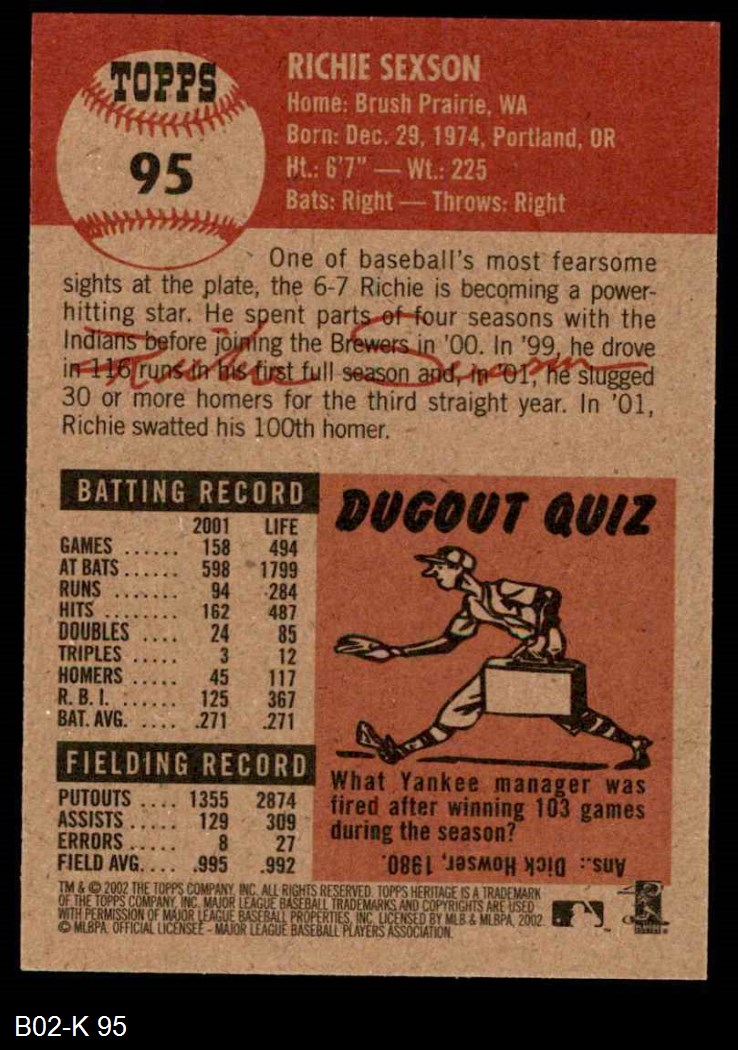 TOPPS
95
RICHIE SEXSON
Home: Brush Prairie, WA
Born: Dec. 29, 1974, Portland, OR
Ht.: 6'7" — Wt.: 225
Bats: Right — Throws: Right
One of baseball's most fearsome
sights at the plate, the 6-7 Richie is becoming a power-
hitting star. He spent parts of four seasons with the
Indians before joining the Brewers in '00. In '99, he drove
in 116 runs in his first full season and, in '01, he slugged
30 or more homers for the third straight year. In '01,
Richie swatted his 100th homer.
Richie Sexson
BATTING RECORD
2001 LIFE
GAMES ...... 158 494
AT BATS ...... 598 1799
RUNS ....... 94 284
HITS ........ 162 487
DOUBLES .... 24 85
TRIPLES .... 3 12
HOMERS .... 45 117
R. B. I. ...... 125 367
BAT. AVG. .... .271 .271
FIELDING RECORD
PUTOUTS .... 1355 2874
ASSISTS ..... 129 309
ERRORS ..... 8 27
FIELD AVG. ... .995 .992
DUGOUT QUIZ
What Yankee manager was
fired after winning 103 games
during the season?
Ans.: Dick Howser, 1980.
TM & © 2002 THE TOPPS COMPANY, INC. ALL RIGHTS RESERVED. TOPPS HERITAGE IS A TRADEMARK
OF THE TOPPS COMPANY, INC. MAJOR LEAGUE BASEBALL TRADEMARKS AND COPYRIGHTS ARE USED
WITH PERMISSION OF MAJOR LEAGUE BASEBALL PROPERTIES, INC. LICENSED BY MLB & MLBPA, 2002
© MLBPA. OFFICIAL LICENSEE - MAJOR LEAGUE BASEBALL PLAYERS ASSOCIATION.
B02-K 95